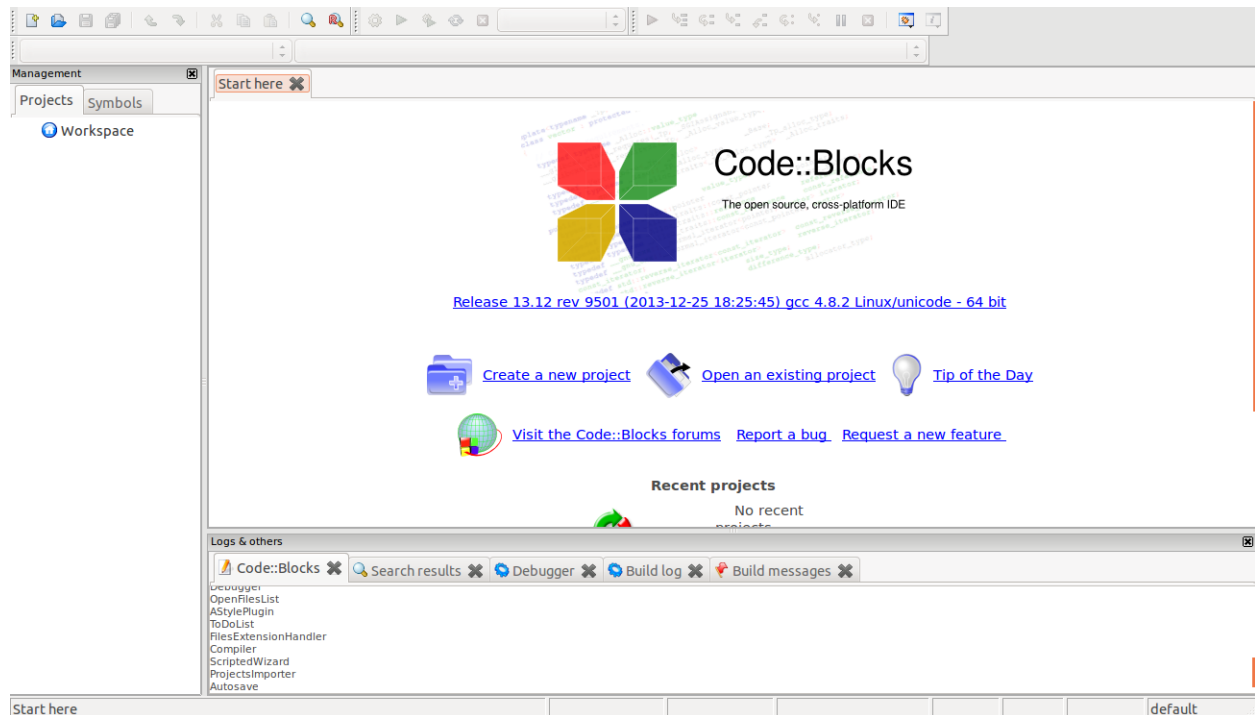 Management
Projects Symbols
Workspace
Start here
Code::Blocks
The open source, cross-platform IDE
Release 13.12 rev 9501 (2013-12-25 18:25:45) gcc 4.8.2 Linux/unicode - 64 bit
Create a new project Open an existing project Tip of the Day
Visit the Code::Blocks forums Report a bug Request a new feature
Recent projects
No recent
projects
Logs & others
Code::Blocks Search results Debugger Build log Build messages
Debugger
OpenFilesList
AStylePlugin
ToDoList
FilesExtensionHandler
Compiler
ScriptedWizard
ProjectsImporter
Autosave
Start here default